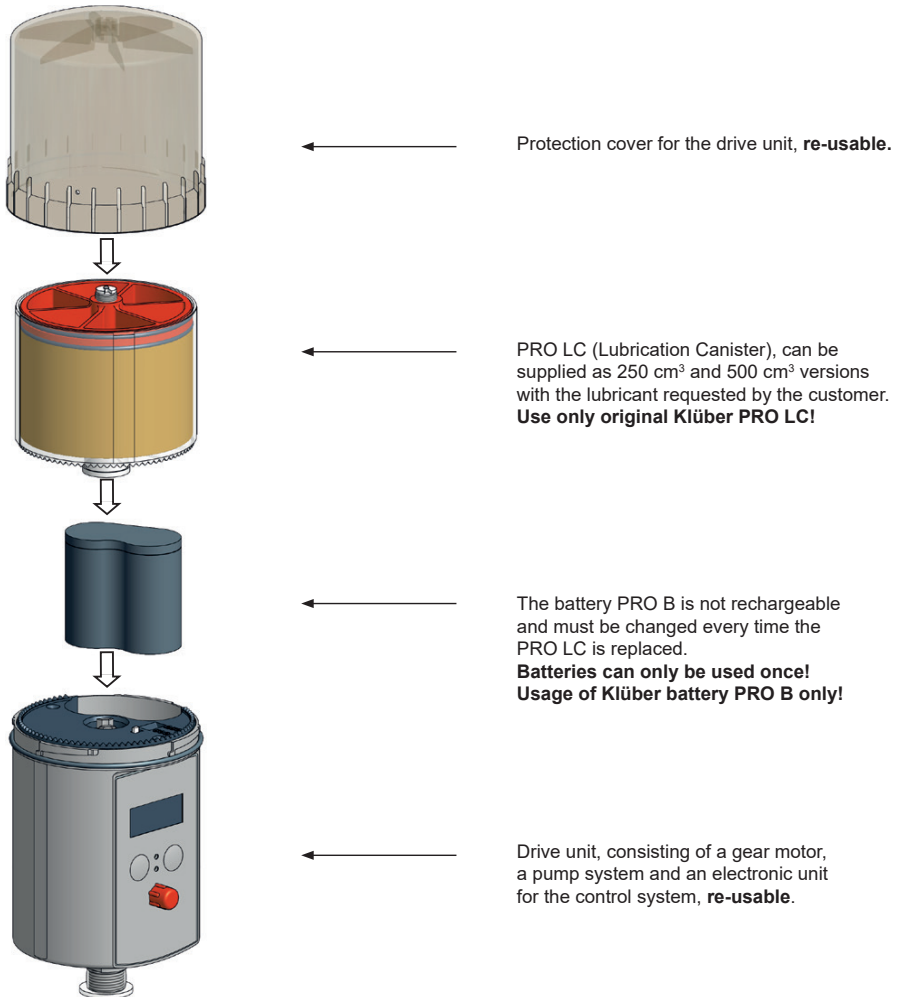 Protection cover for the drive unit, re-usable.
PRO LC (Lubrication Canister), can be
supplied as 250 cm³ and 500 cm³ versions
with the lubricant requested by the customer.
Use only original Klüber PRO LC!
The battery PRO B is not rechargeable
and must be changed every time the
PRO LC is replaced.
Batteries can only be used once!
Usage of Klüber battery PRO B only!
Drive unit, consisting of a gear motor,
a pump system and an electronic unit
for the control system, re-usable.